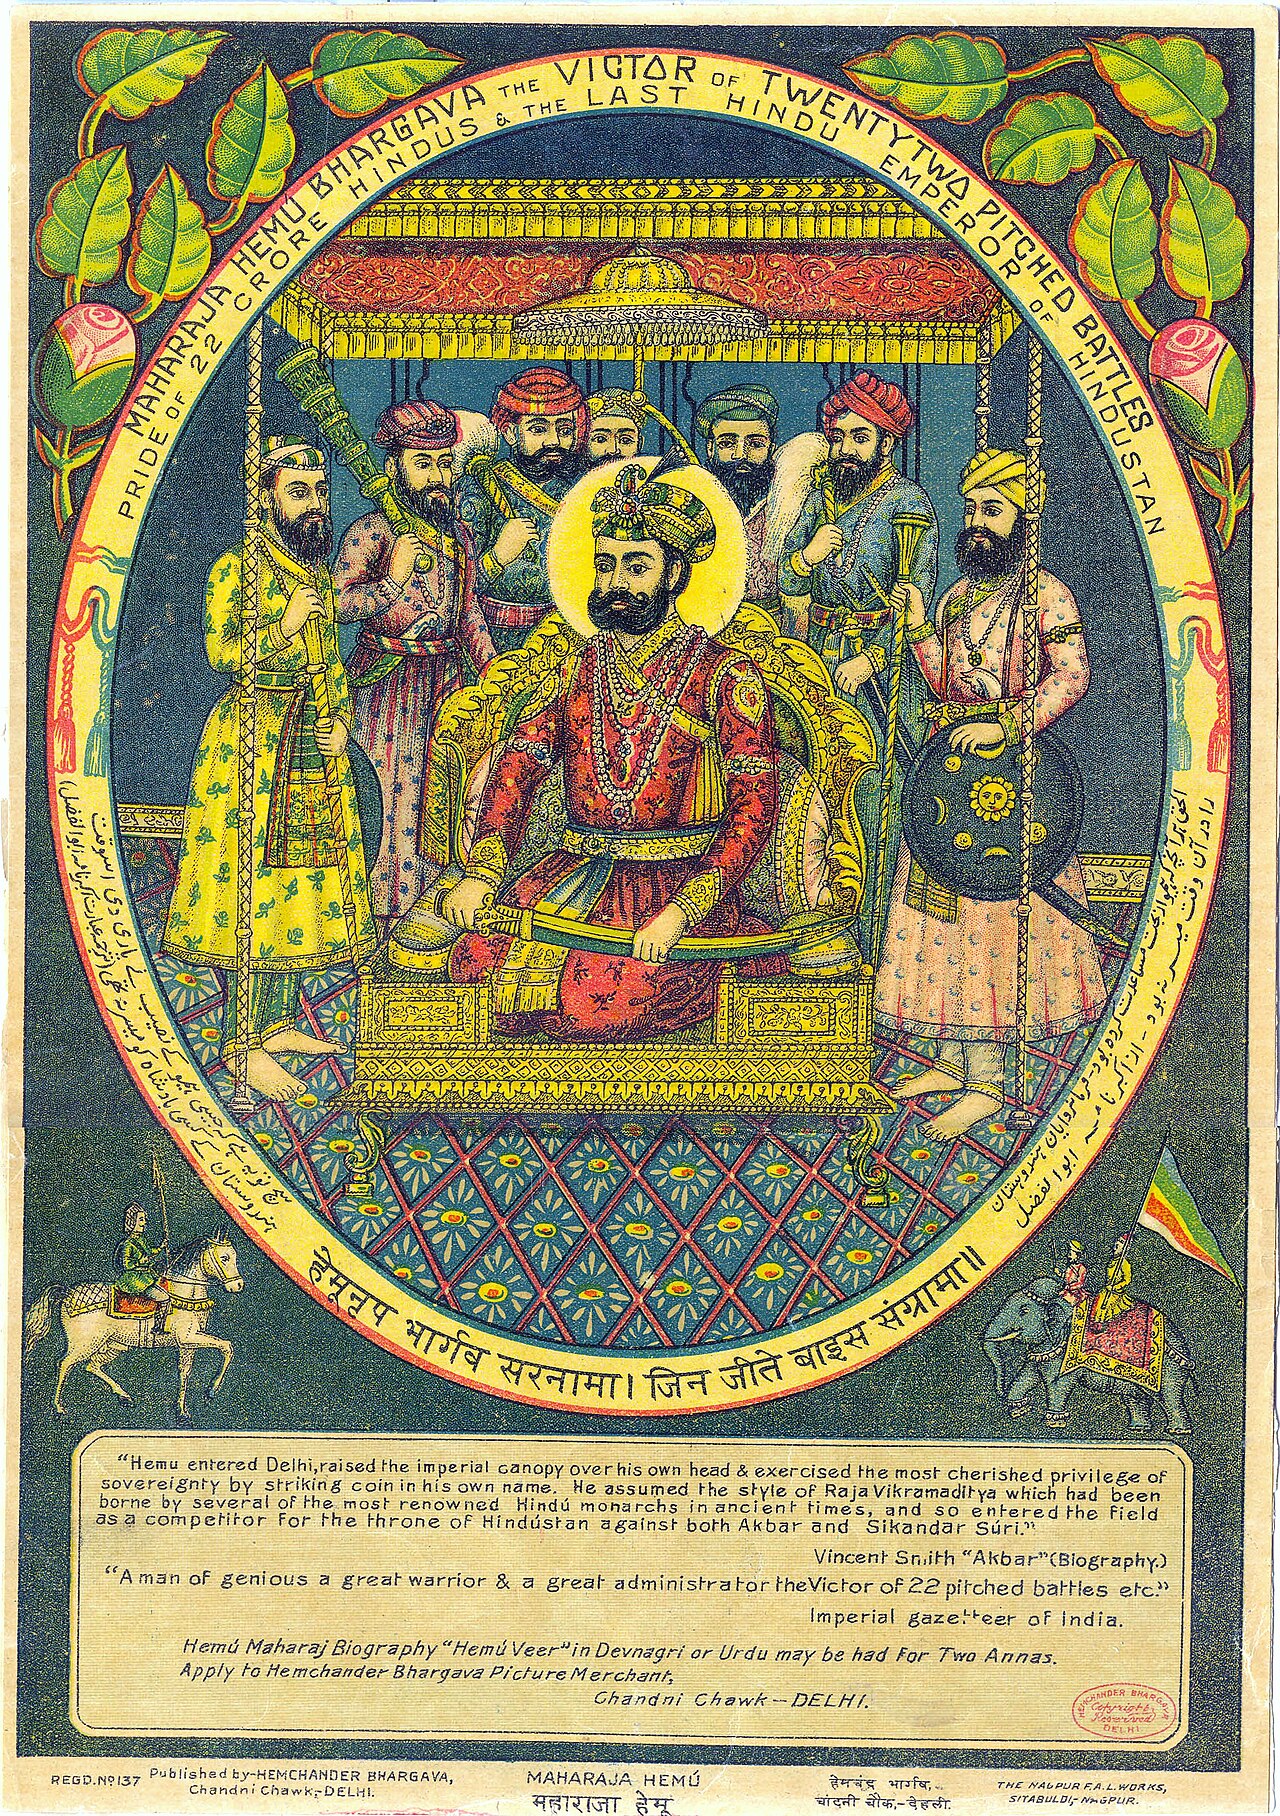 MAHARAJA HEMÚ BHARGAVA THE VICTOR OF TWENTY TWO PITCHED BATTLES
PRIDE OF 22 CRORE HINDUS & THE LAST HINDU EMPEROR OF HINDUSTAN
हेमूनृप भार्गव सरनामा। जिन जीते बाइस संग्रामा॥
"Hemu entered Delhi, raised the imperial canopy over his own head & exercised the most cherished privilege of
sovereignty by striking coin in his own name. He assumed the style of Raja Vikramaditya which had been
borne by several of the most renowned Hindú monarchs in ancient times, and so entered the field
as a competitor for the throne of Hindústan against both Akbar and Sikandar Súri."
Vincent Smith "Akbar" (Biography.)
"A man of genious a great warrior & a great administrator the Victor of 22 pitched battles etc."
Imperial gazetteer of India.
Hemú Maharaj Biography "Hemú Veer" in Devnagri or Urdu may be had for Two Annas.
Apply to Hemchander Bhargava Picture Merchant,
Chandni Chawk-DELHI.
HEMCHANDER BHARGAVA
Copyright
Reserved
DELHI
REGD. Nº 137
Published by-HEMCHANDER BHARGAVA,
Chandni Chawk,-DELHI.
MAHARAJA HEMÚ
महाराजा हेमू
हेमचंद्र भार्गव,
चांदनी चौक,-देहली.
THE NAGPUR F.A.L. WORKS,
SITABULDI,-NAGPUR.